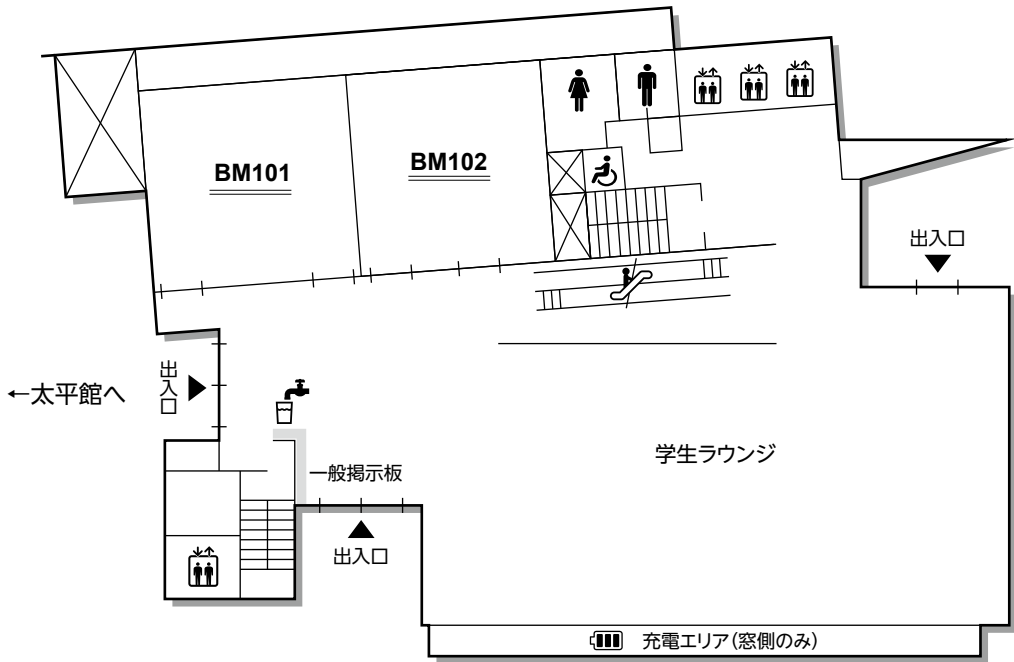 BM101
BM102
出入口
←太平館へ
出入口
学生ラウンジ
一般掲示板
出入口
充電エリア(窓側のみ)